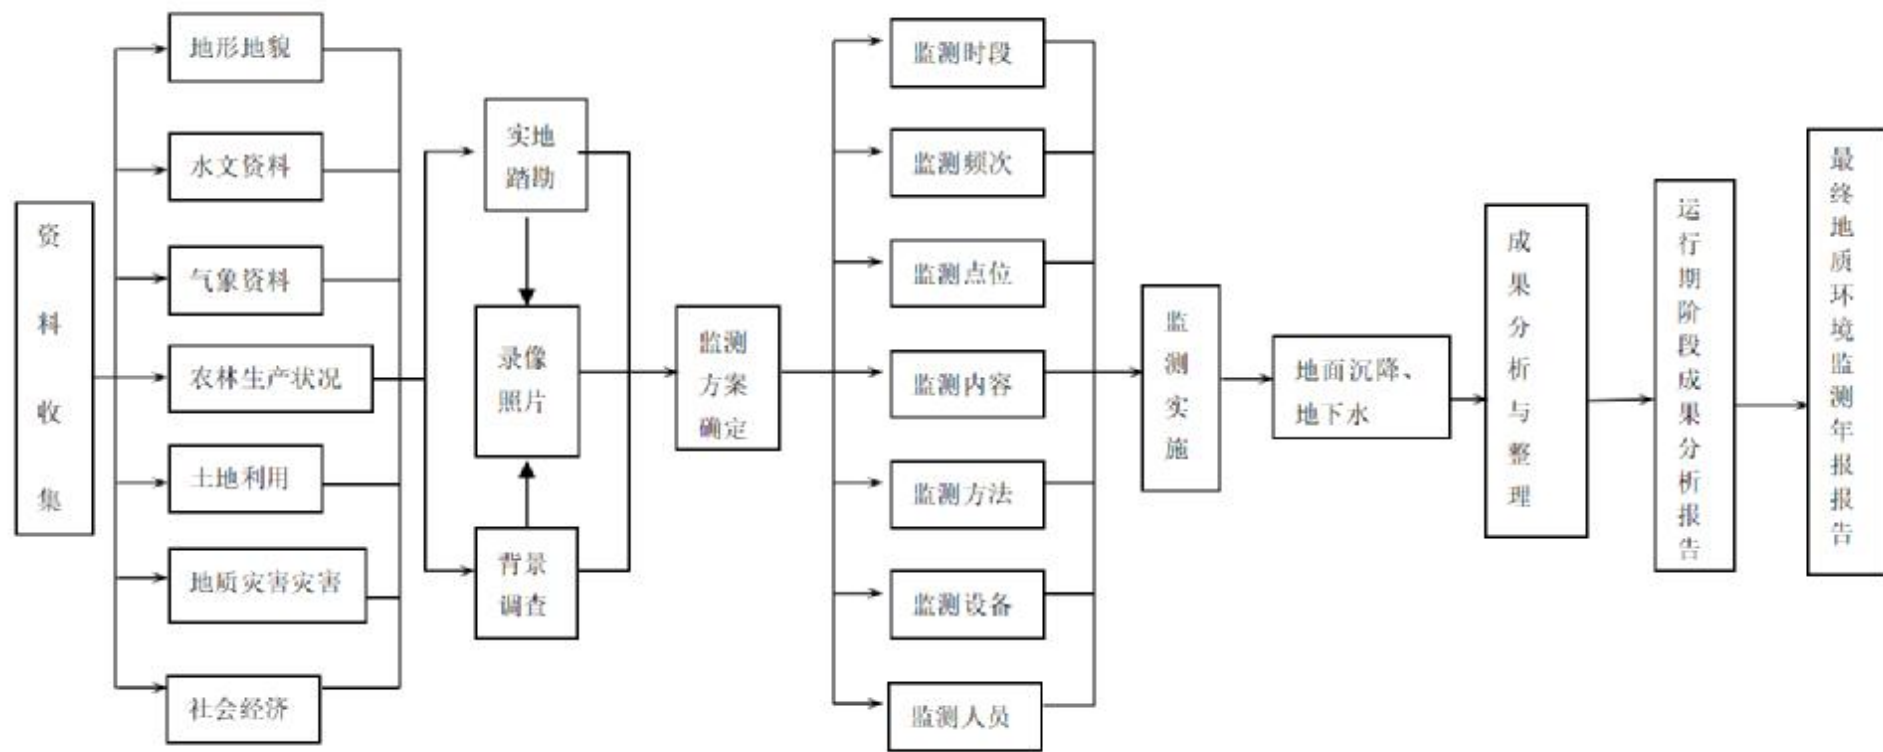 资料收集
地形地貌
水文资料
气象资料
农林生产状况
土地利用
地质灾害灾害
社会经济
实地
踏勘
录像
照片
背景
调查
监测
方案
确定
监测时段
监测频次
监测点位
监测内容
监测方法
监测设备
监测人员
监测实施
地面沉降、
地下水
成果分析与整理
运行期阶段成果分析报告
最终地质环境监测年报报告